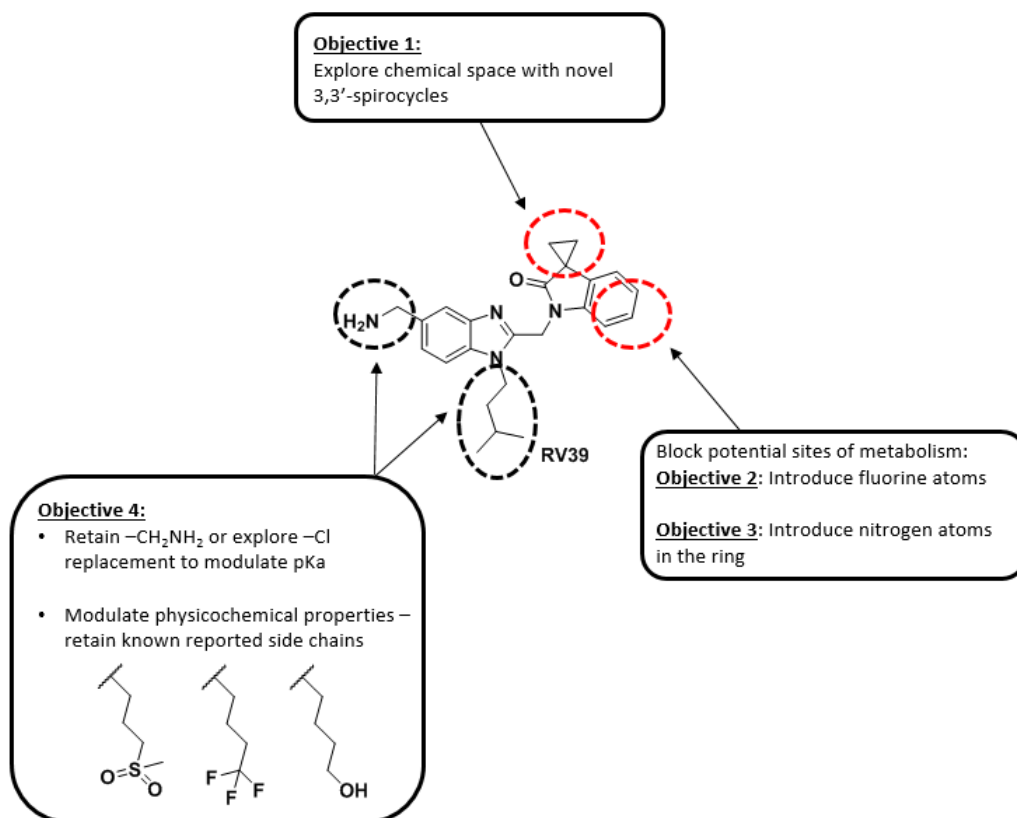 Objective 1:
Explore chemical space with novel
3,3′-spirocycles
O
N
H₂N
N
N
RV39
Block potential sites of metabolism:
Objective 2: Introduce fluorine atoms
Objective 3: Introduce nitrogen atoms
in the ring
Objective 4:
• Retain –CH₂NH₂ or explore –Cl
replacement to modulate pKa
• Modulate physicochemical properties –
retain known reported side chains
O S O
F F F
OH